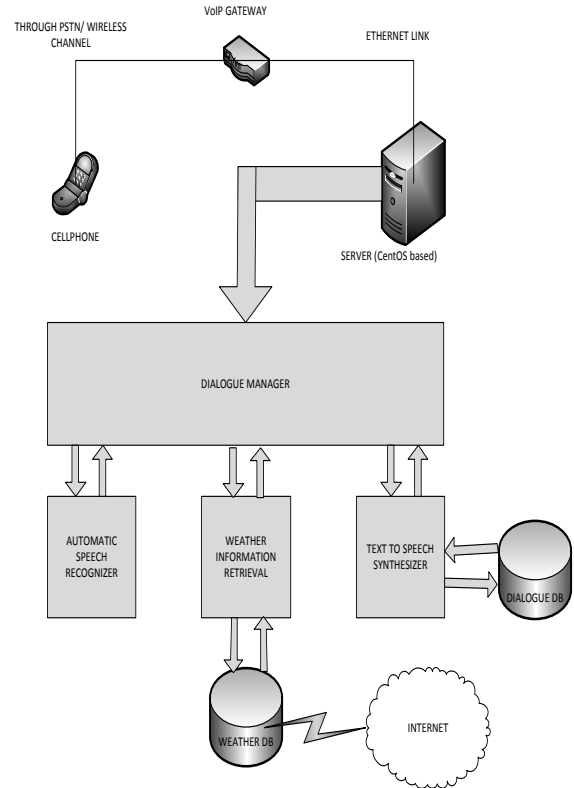 VoIP GATEWAY
THROUGH PSTN/ WIRELESS
CHANNEL
ETHERNET LINK
CELLPHONE
SERVER (CentOS based)
DIALOGUE MANAGER
AUTOMATIC
SPEECH
RECOGNIZER
WEATHER
INFORMATION
RETRIEVAL
TEXT TO SPEECH
SYNTHESIZER
DIALOGUE DB
WEATHER DB
INTERNET